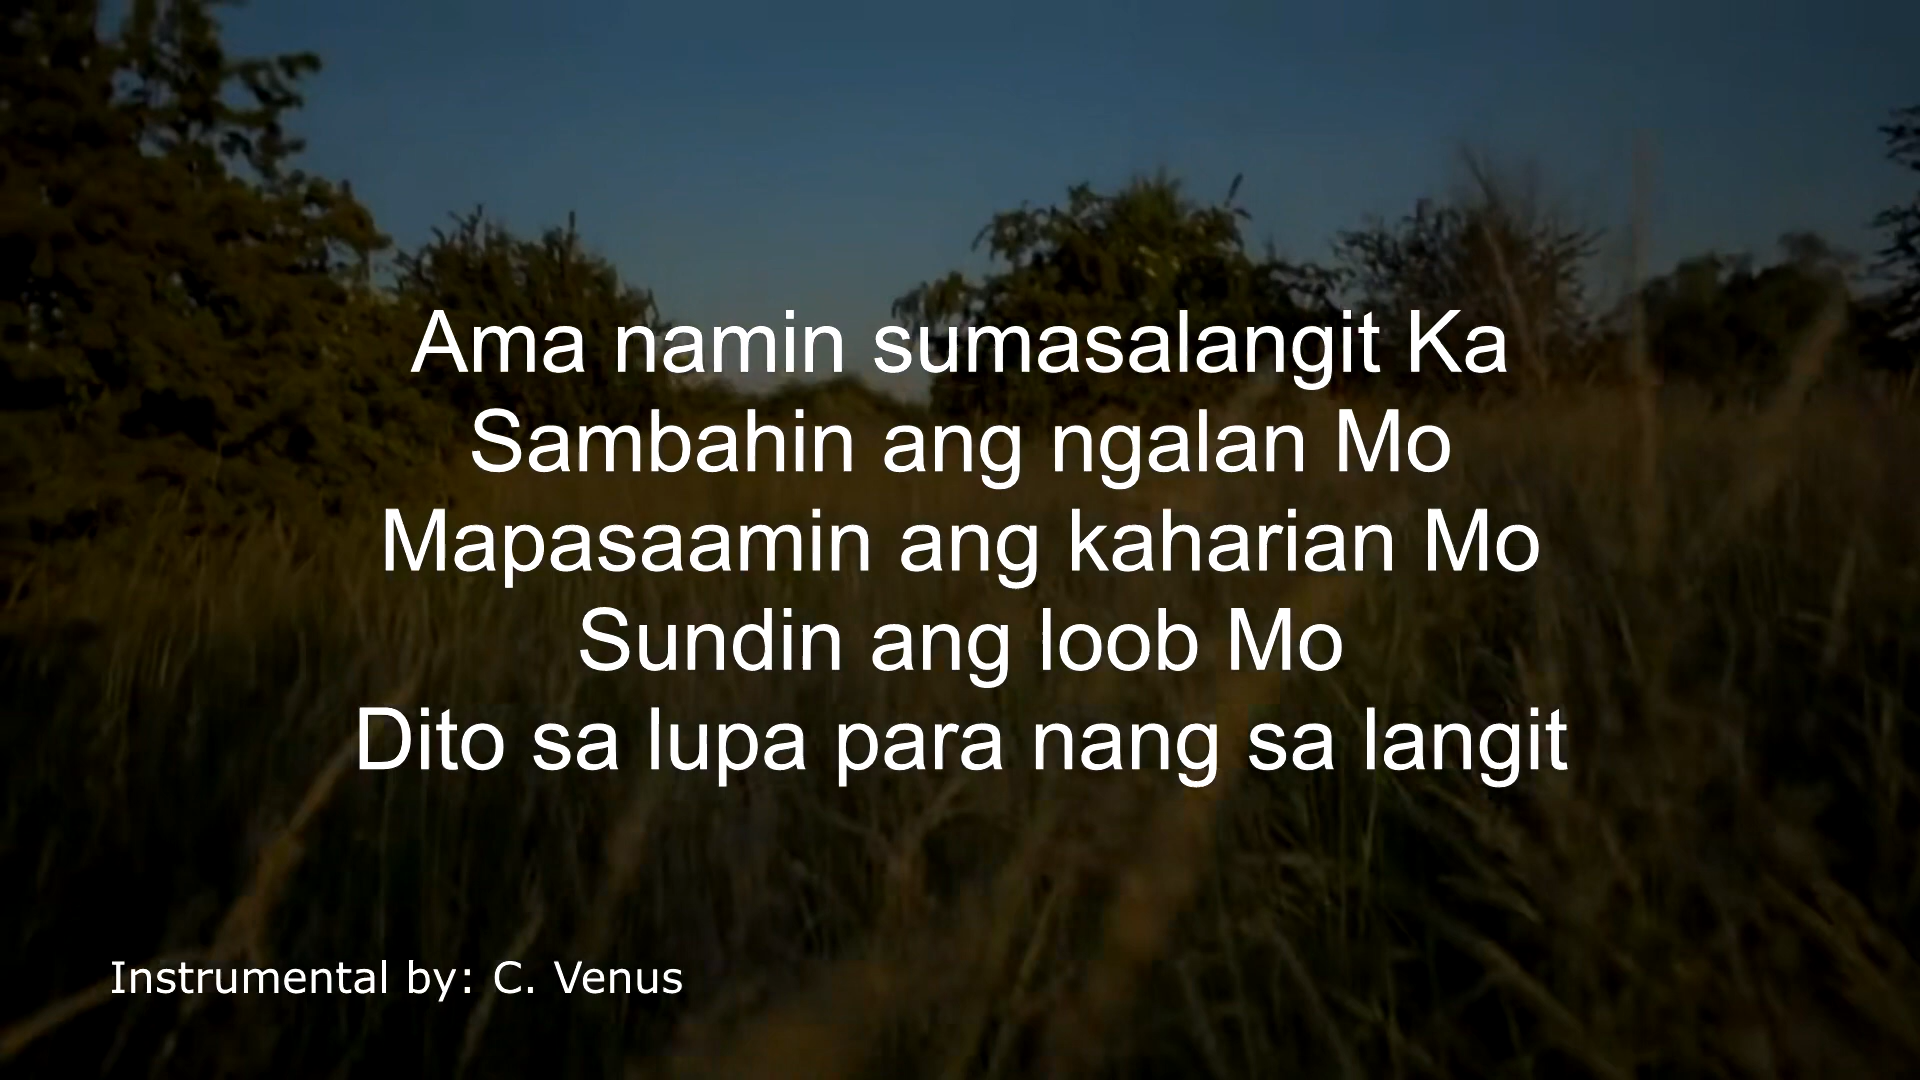 Ama namin sumasalangit Ka
Sambahin ang ngalan Mo
Mapasaamin ang kaharian Mo
Sundin ang loob Mo
Dito sa lupa para nang sa langit
Instrumental by: C. Venus